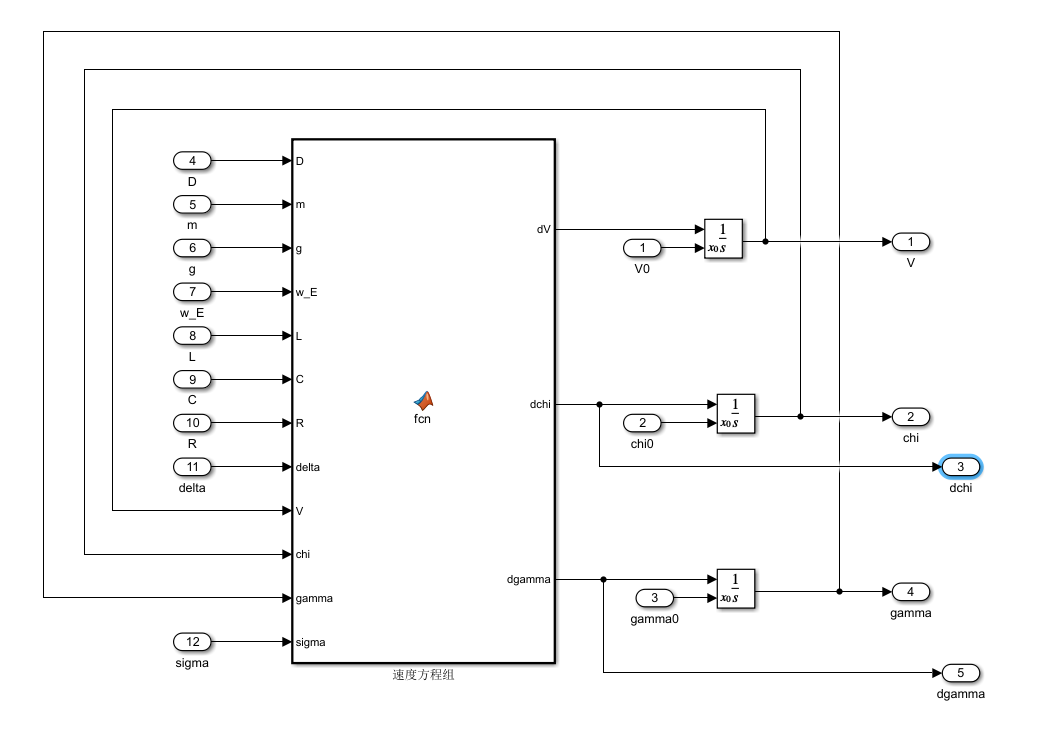 4
D
5
m
6
g
7
w_E
8
L
9
C
10
R
11
delta
12
sigma
D
m
g
w_E
L
C
R
delta
V
chi
gamma
sigma
fcn
dV
dchi
dgamma
速度方程组
1
V0
1
x₀ s
1
V
2
chi0
1
x₀ s
2
chi
3
dchi
3
gamma0
1
x₀ s
4
gamma
5
dgamma